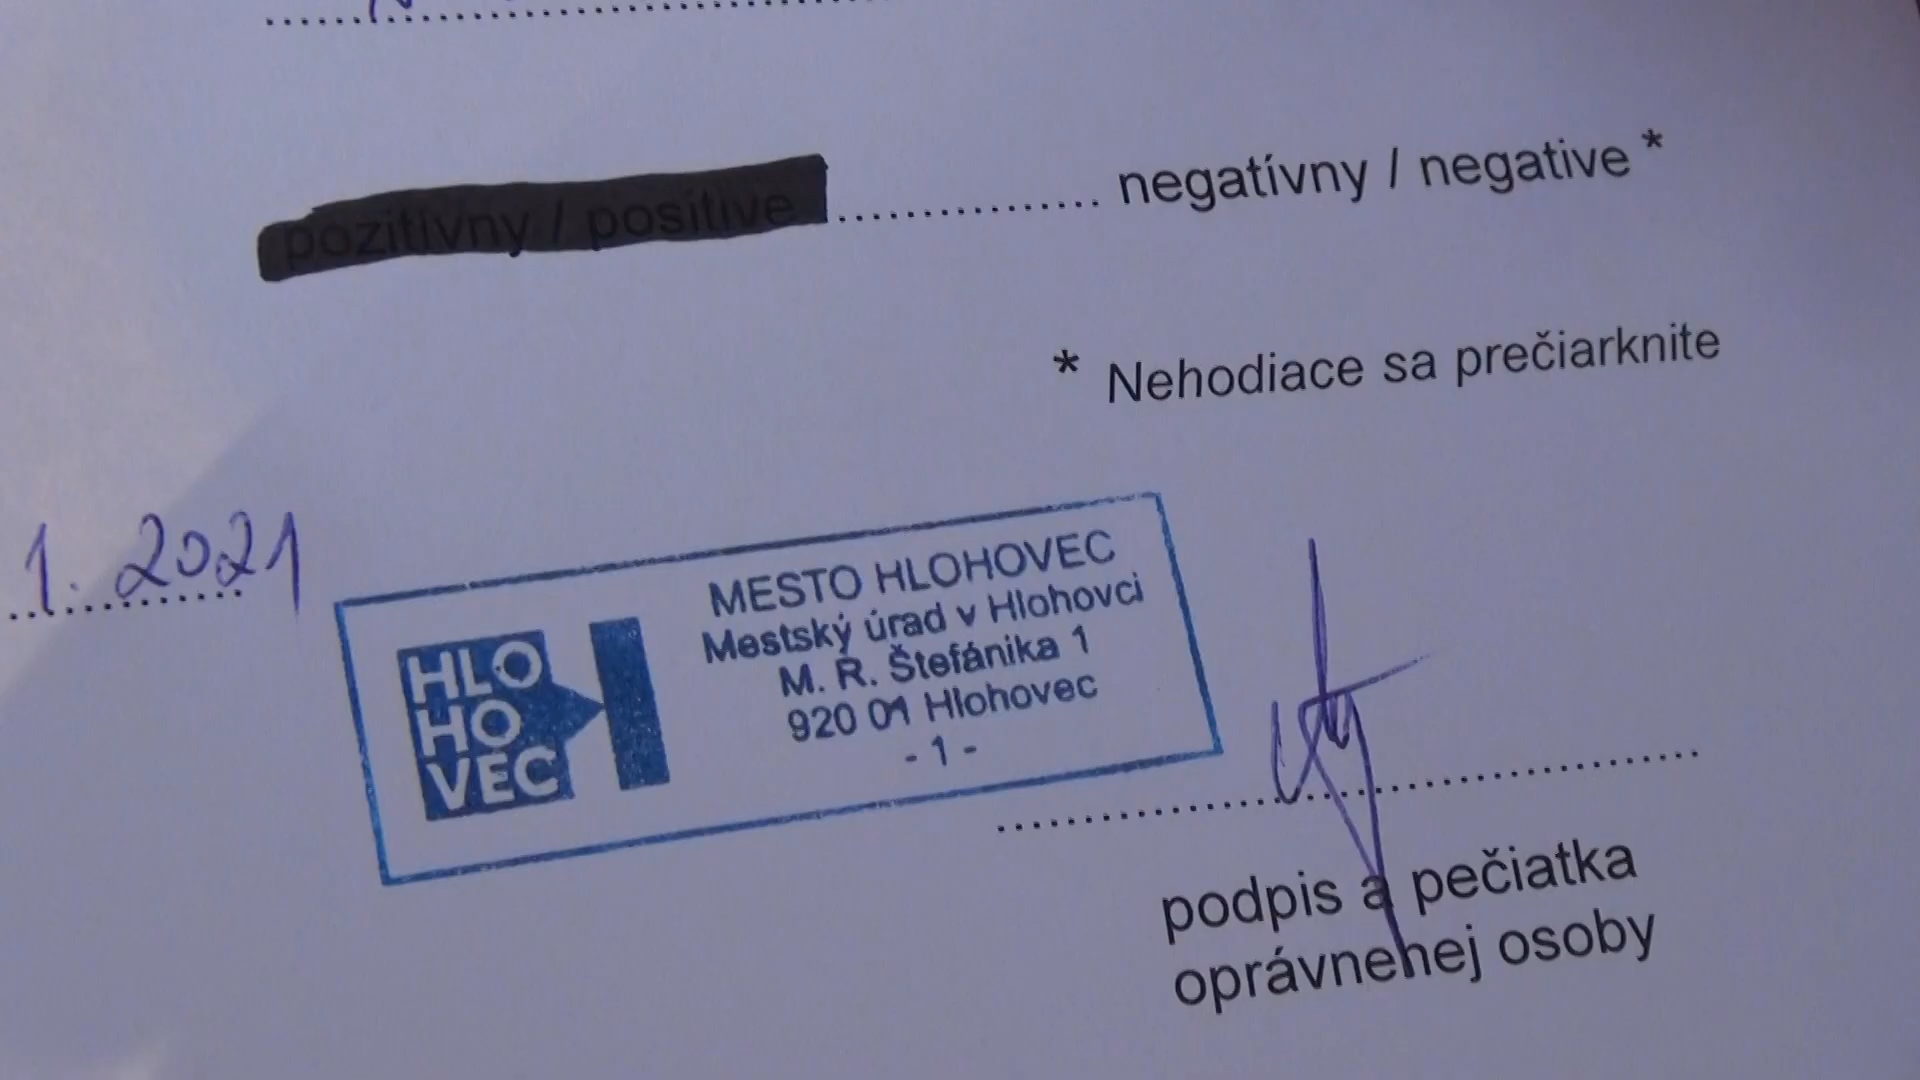 pozitívny / positive ............... negatívny / negative *
* Nehodiace sa prečiarknite
1. 2021
HLO
HO
VEC
MESTO HLOHOVEC
Mestský úrad v Hlohovci
M. R. Štefánika 1
920 01 Hlohovec
- 1 -
podpis a pečiatka
oprávnenej osoby